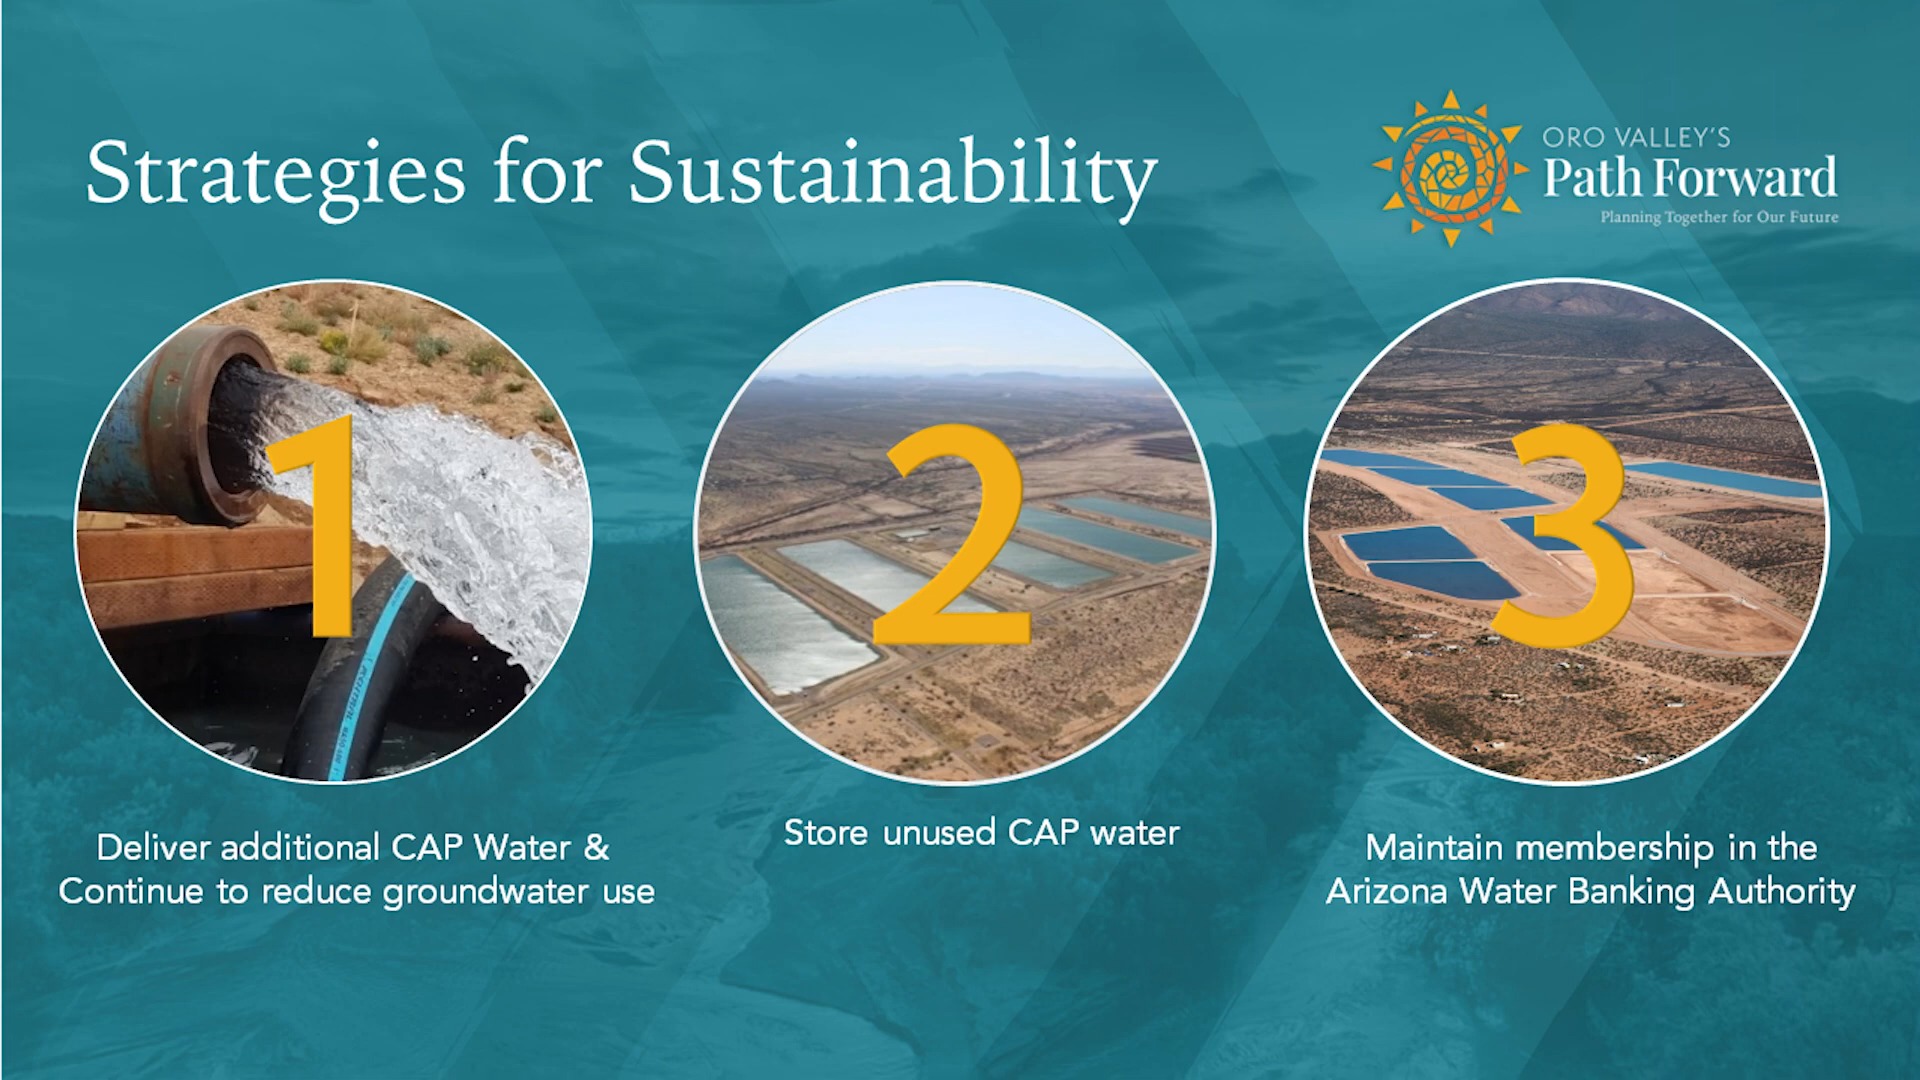 Strategies for Sustainability
ORO VALLEY'S
Path Forward
Planning Together for Our Future
1
2
3
Deliver additional CAP Water &
Continue to reduce groundwater use
Store unused CAP water
Maintain membership in the
Arizona Water Banking Authority